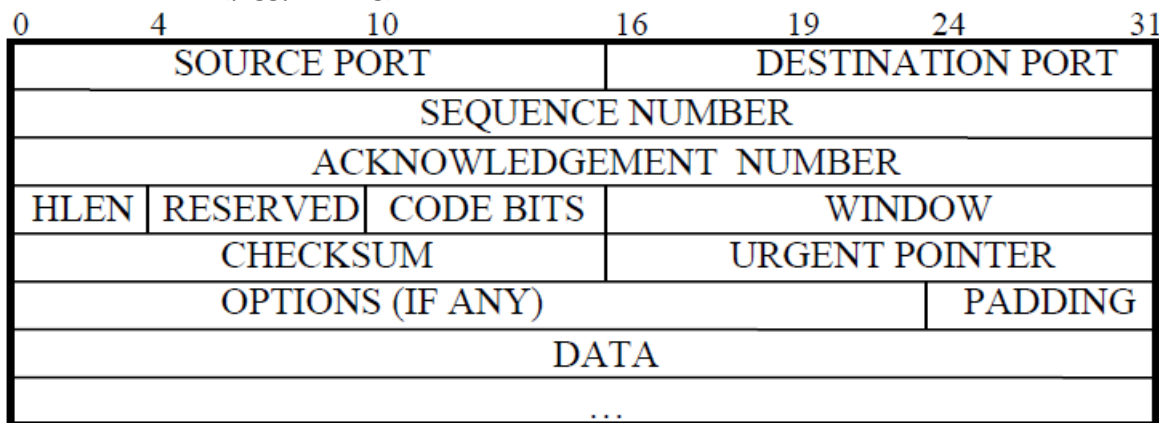 0 4 10 16 19 24 31
SOURCE PORT DESTINATION PORT
SEQUENCE NUMBER
ACKNOWLEDGEMENT NUMBER
HLEN RESERVED CODE BITS WINDOW
CHECKSUM URGENT POINTER
OPTIONS (IF ANY) PADDING
DATA
...